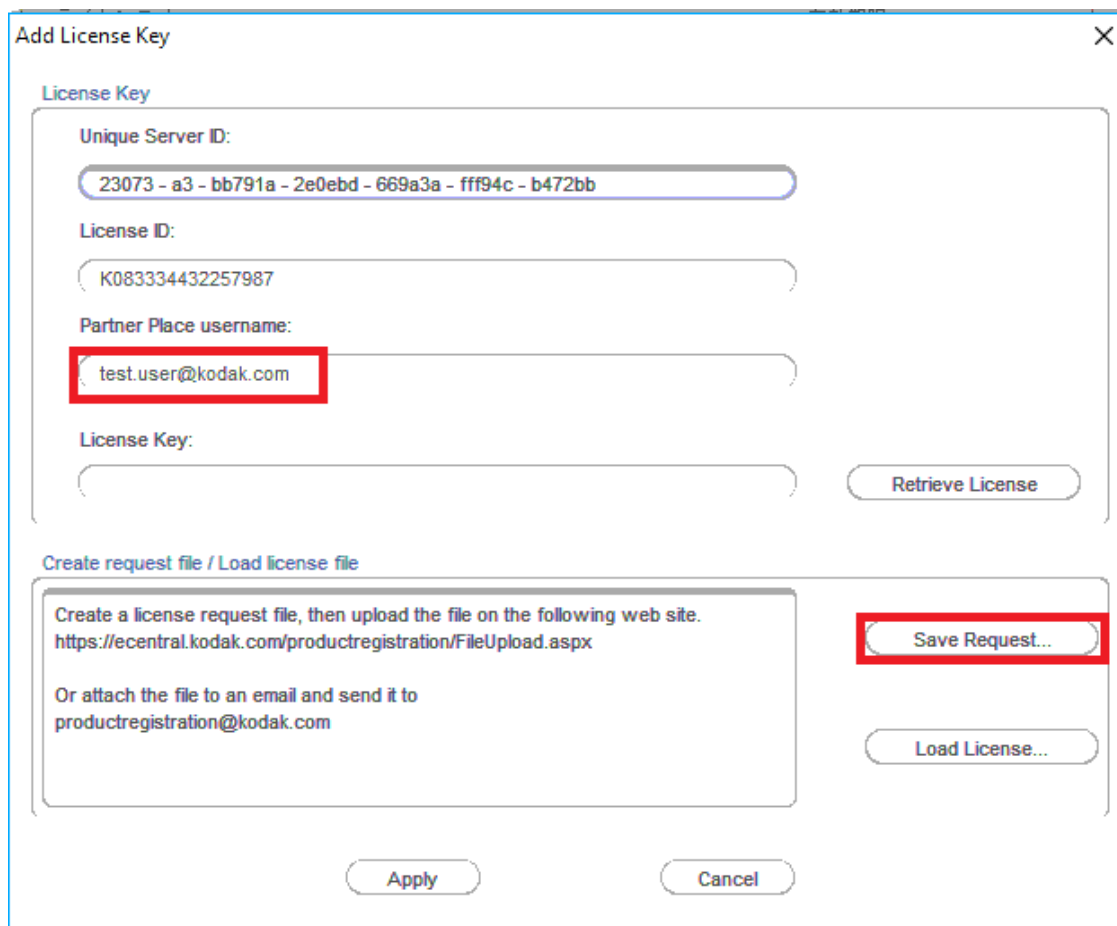 Add License Key
License Key
Unique Server ID:
23073 - a3 - bb791a - 2e0ebd - 669a3a - fff94c - b472bb
License ID:
K083334432257987
Partner Place username:
test.user@kodak.com
License Key:
Retrieve License
Create request file / Load license file
Create a license request file, then upload the file on the following web site.
https://ecentral.kodak.com/productregistration/FileUpload.aspx
Save Request...
Or attach the file to an email and send it to
productregistration@kodak.com
Load License...
Apply
Cancel